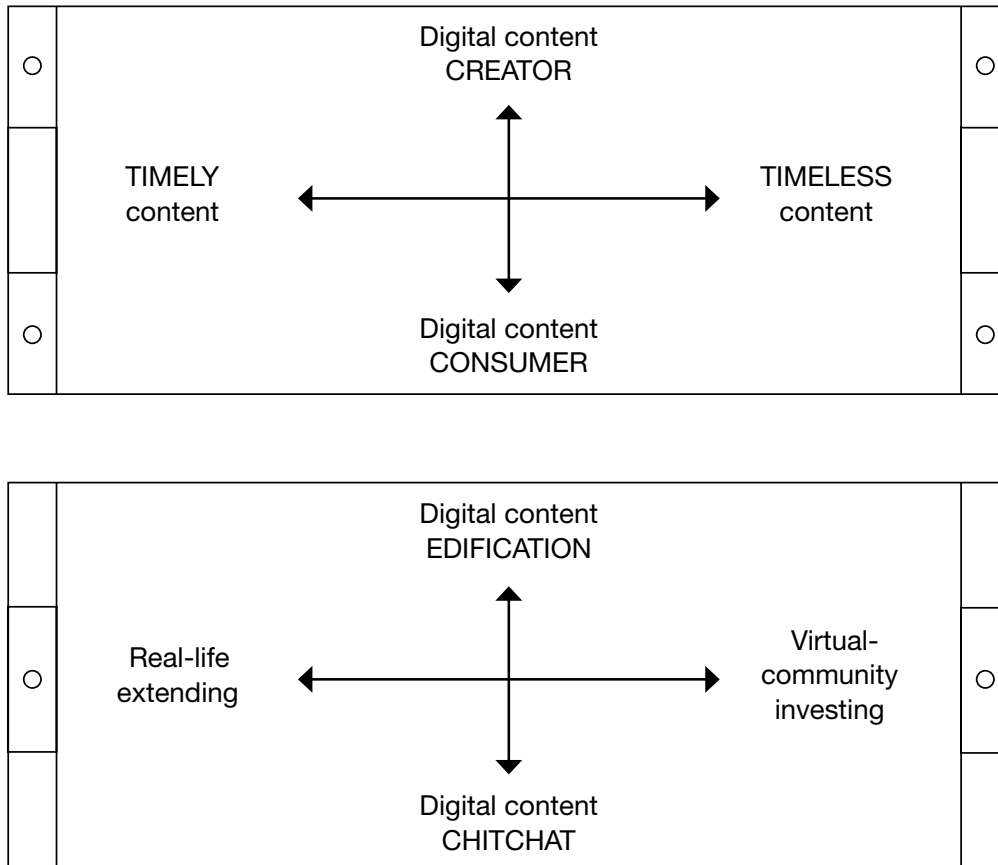 Digital content
CREATOR
TIMELY
content
TIMELESS
content
Digital content
CONSUMER
Digital content
EDIFICATION
Real-life
extending
Virtual-
community
investing
Digital content
CHITCHAT